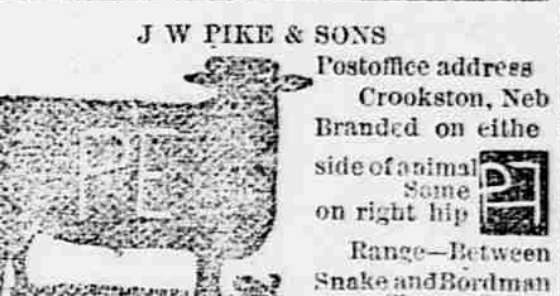 J W PIKE & SONS
Postoffice address
Crookston, Neb
Branded on eithe
side of animal
Some
on right hip
Range—Between
Snake and Bordman